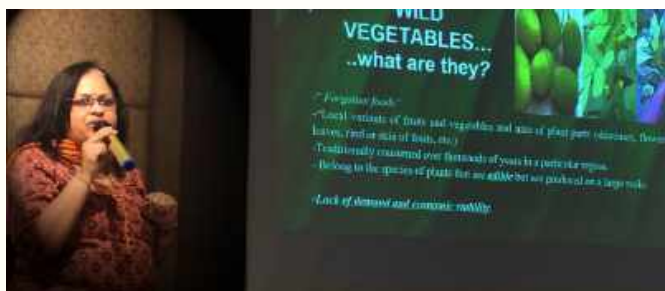 WILD
VEGETABLES...
..what are they?
-" Forgotten foods"
-*Local variants of fruits and vegetables and uses of plant parts flowers
leaves, rind or skin of fruits, etc.)
-Traditionally consumed over thousands of years in a particular region.
- Belong to the species of plants that are edible but not produced on a large scale.
-Lack of demand and economic viability.